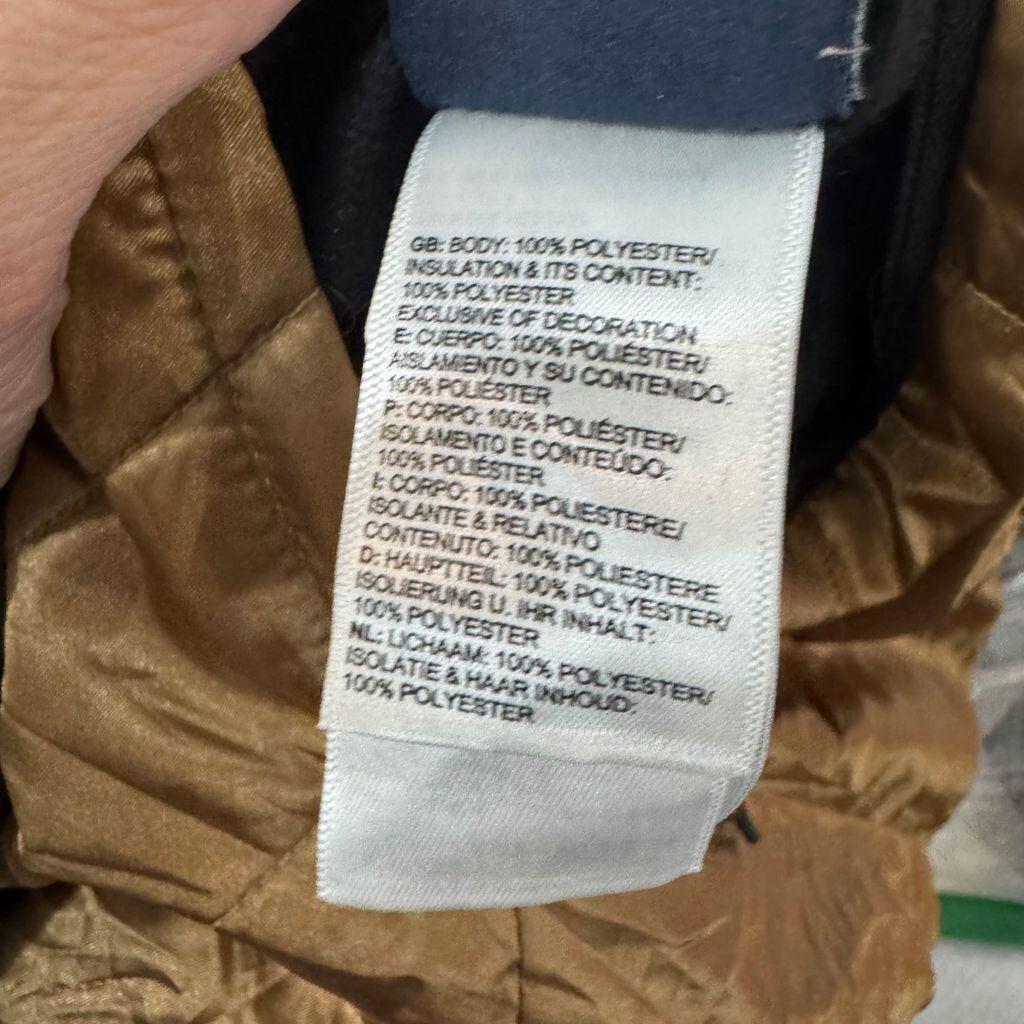 GB: BODY: 100% POLYESTER/
INSULATION & ITS CONTENT:
100% POLYESTER
EXCLUSIVE OF DECORATION
E: CUERPO: 100% POLIÉSTER/
AISLAMIENTO Y SU CONTENIDO:
100% POLIÉSTER
P: CORPO: 100% POLIÉSTER/
ISOLAMENTO E CONTEÚDO:
100% POLIÉSTER
I: CORPO: 100% POLIESTERE/
ISOLANTE & RELATIVO
CONTENUTO: 100% POLIESTERE
D: HAUPTTEIL: 100% POLYESTER/
ISOLIERUNG U. IHR INHALT:
100% POLYESTER
NL: LICHAAM: 100% POLYESTER/
ISOLATIE & HAAR INHOUD:
100% POLYESTER